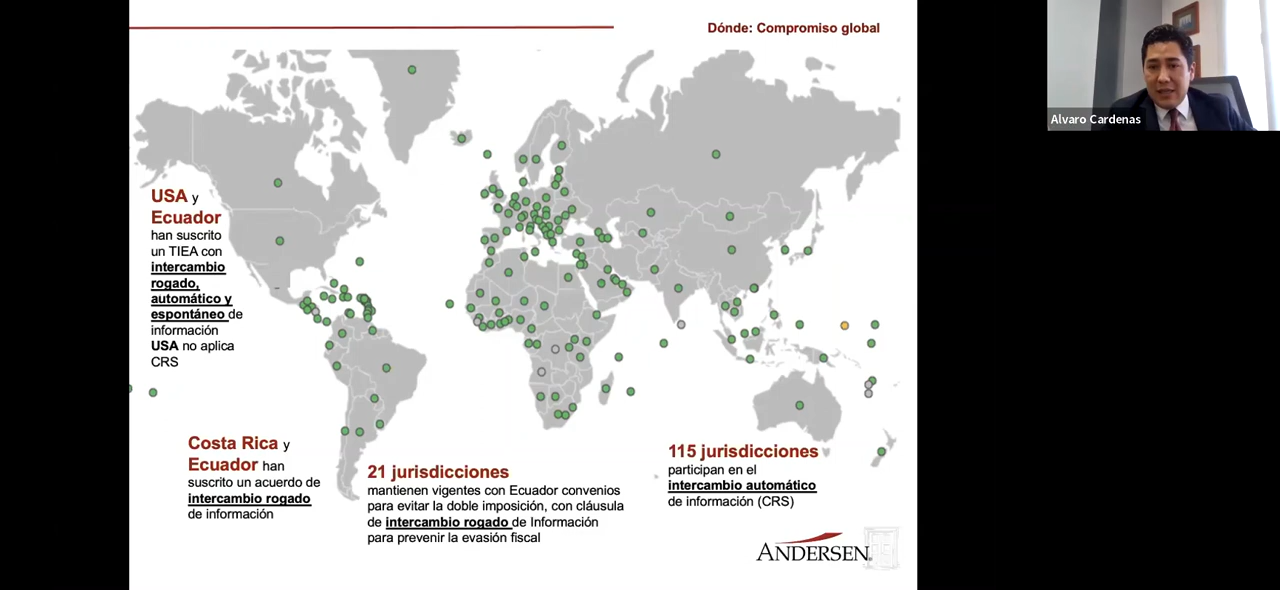 Dónde: Compromiso global
Alvaro Cardenas
USA y
Ecuador
han suscrito
un TIEA con
intercambio
rogado,
automático y
espontáneo de
información
USA no aplica
CRS
Costa Rica y
Ecuador han
suscrito un acuerdo de
intercambio rogado
de información
21 jurisdicciones
mantienen vigentes con Ecuador convenios
para evitar la doble imposición, con cláusula
de intercambio rogado de Información
para prevenir la evasión fiscal
115 jurisdicciones
participan en el
intercambio automático
de información (CRS)
ANDERSEN®